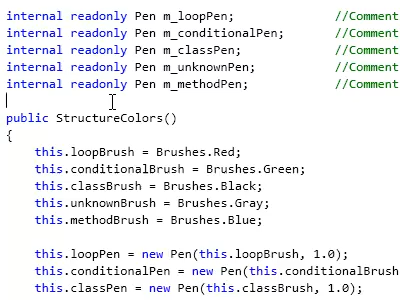 internal readonly Pen m_loopPen; //Comment
internal readonly Pen m_conditionalPen; //Comment
internal readonly Pen m_classPen; //Comment
internal readonly Pen m_unknownPen; //Comment
internal readonly Pen m_methodPen; //Comment
public StructureColors()
{
this.loopBrush = Brushes.Red;
this.conditionalBrush = Brushes.Green;
this.classBrush = Brushes.Black;
this.unknownBrush = Brushes.Gray;
this.methodBrush = Brushes.Blue;
this.loopPen = new Pen(this.loopBrush, 1.0);
this.conditionalPen = new Pen(this.conditionalBrush
this.classPen = new Pen(this.classBrush, 1.0);